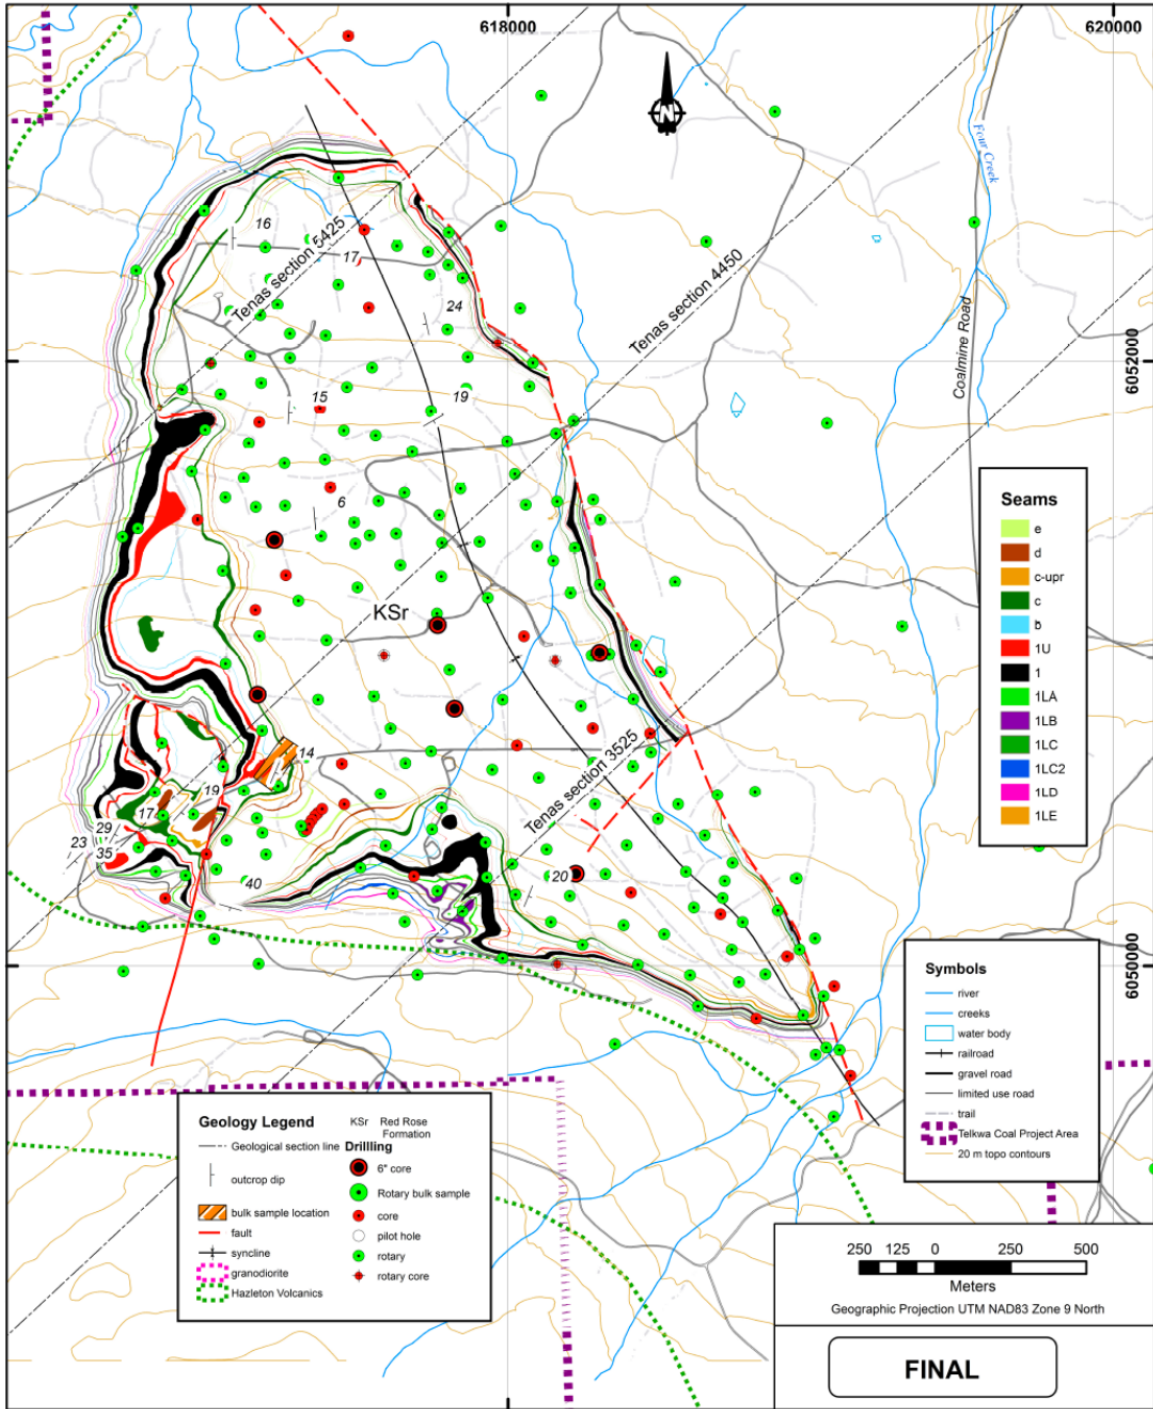 618000
620000
Four Creek
16
Tenas section 5425
17
Tenas section 4450
24
Coalmine Road
6052000
15
19
6
Seams
e
d
c-upr
c
b
1U
1
1LA
1LB
1LC
1LC2
1LD
1LE
KSr
14
Tenas section 3525
19
17
29
23
35
40
20
6050000
Symbols
river
creeks
water body
railroad
gravel road
limited use road
trail
Telkwa Coal Project Area
20 m topo contours
Geology Legend
Geological section line
outcrop dip
bulk sample location
fault
syncline
granodiorite
Hazleton Volcanics
KSr Red Rose
Formation
Drillling
6" core
Rotary bulk sample
core
pilot hole
rotary
rotary core
250 125 0 250 500
Meters
Geographic Projection UTM NAD83 Zone 9 North
FINAL
N